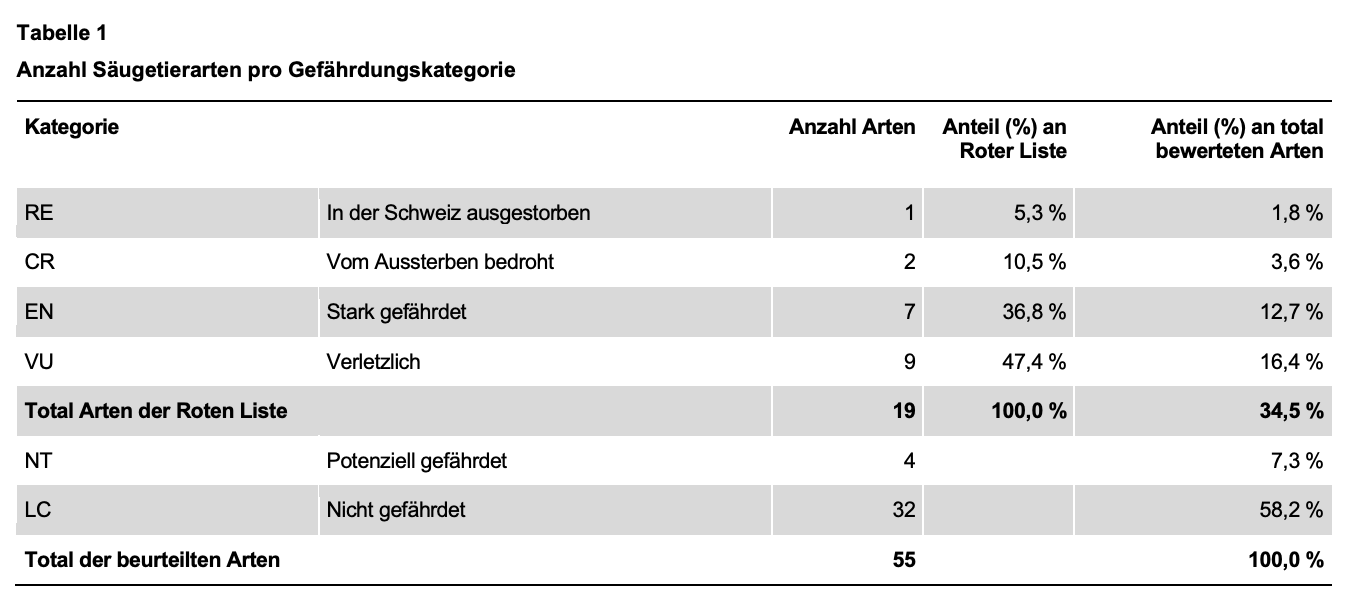 Tabelle 1
Anzahl Säugetierarten pro Gefährdungskategorie
Kategorie Anzahl Arten Anteil (%) an Roter Liste Anteil (%) an total bewerteten Arten
RE In der Schweiz ausgestorben 1 5,3 % 1,8 %
CR Vom Aussterben bedroht 2 10,5 % 3,6 %
EN Stark gefährdet 7 36,8 % 12,7 %
VU Verletzlich 9 47,4 % 16,4 %
Total Arten der Roten Liste 19 100,0 % 34,5 %
NT Potenziell gefährdet 4 7,3 %
LC Nicht gefährdet 32 58,2 %
Total der beurteilten Arten 55 100,0 %